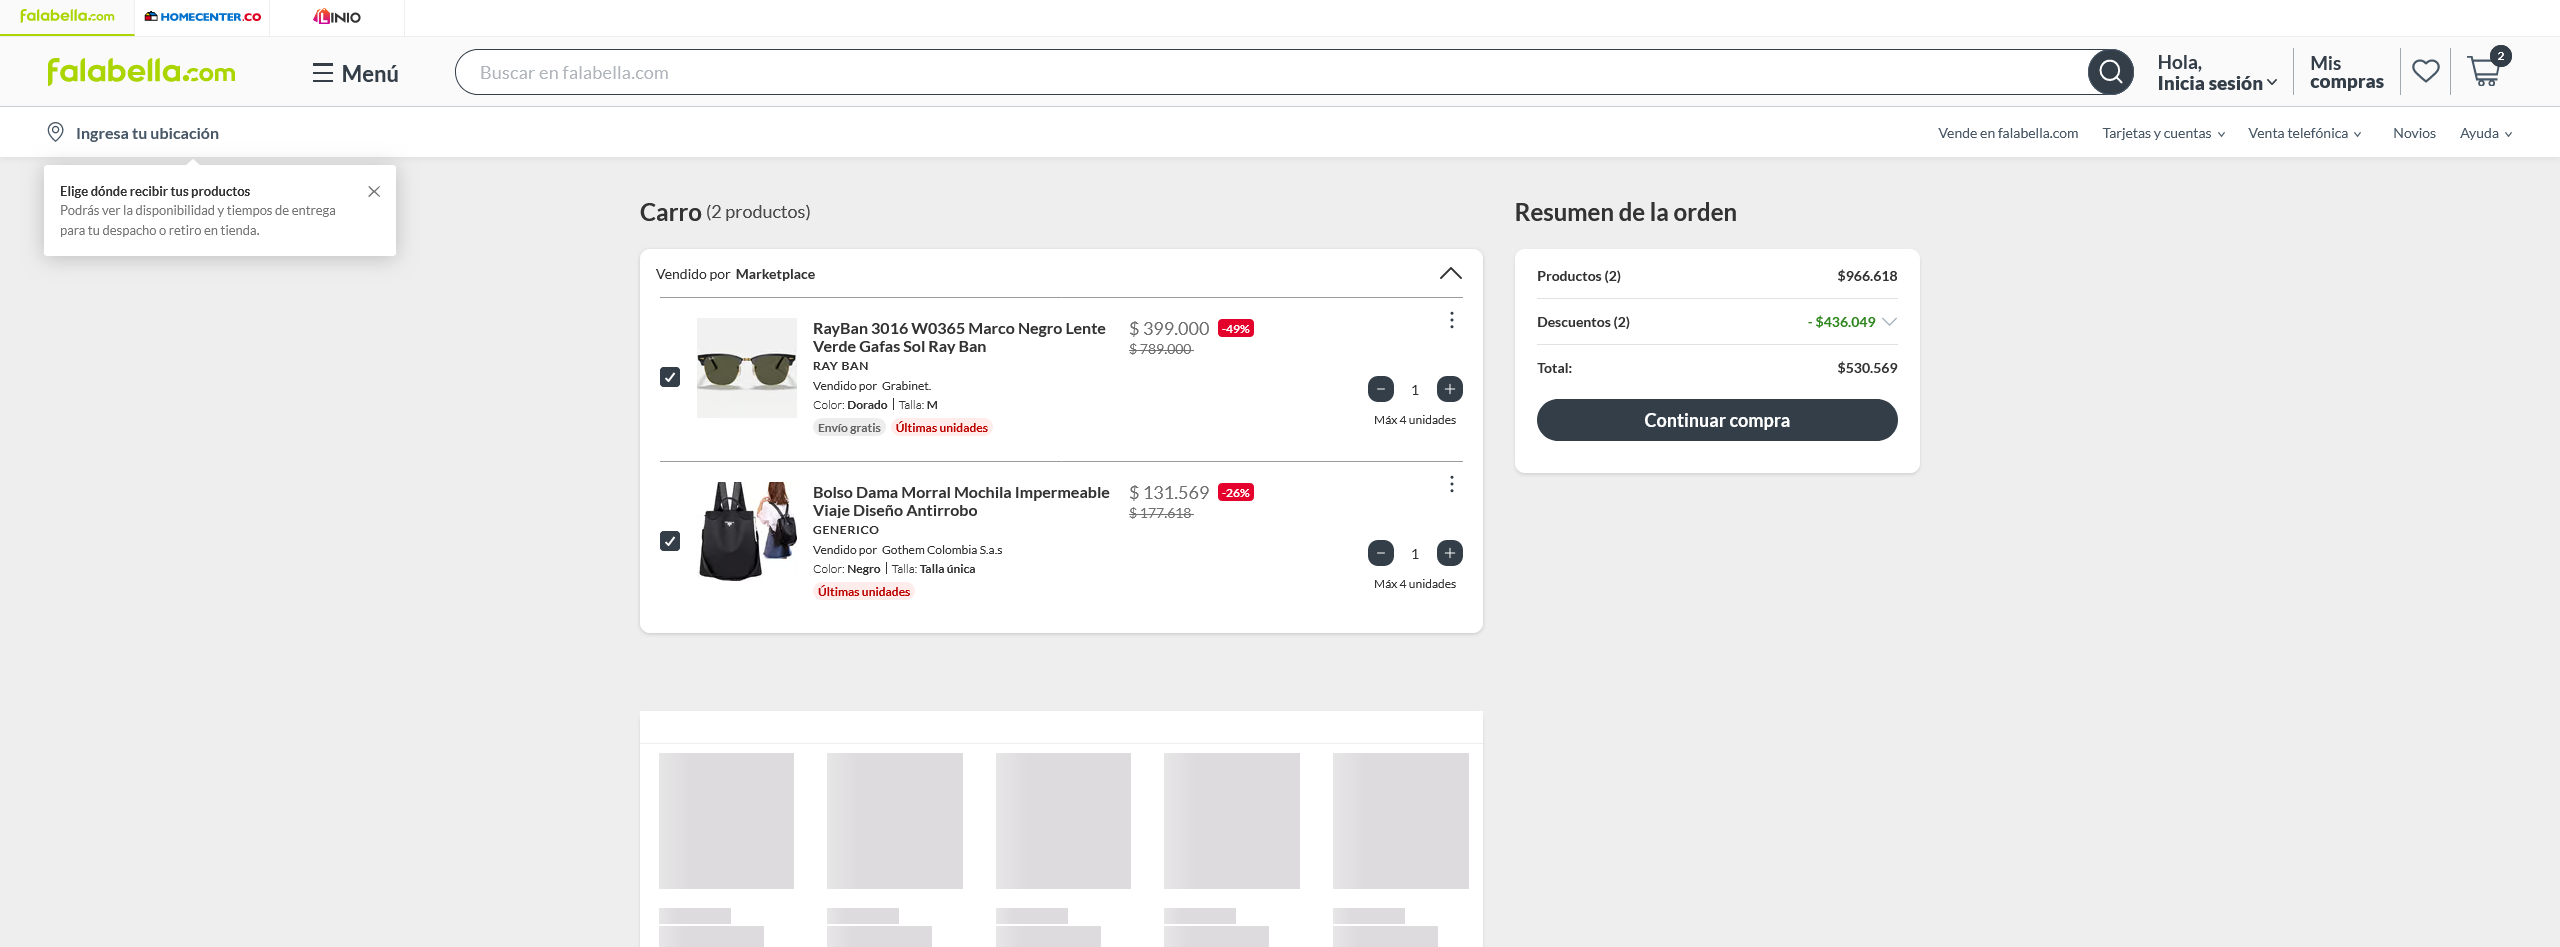 falabella.com
HOMECENTER.CO
LINIO
falabella.com
Menú
Buscar en falabella.com
Hola,
Inicia sesión
Mis
compras
2
Ingresa tu ubicación
Vende en falabella.com
Tarjetas y cuentas
Venta telefónica
Novios
Ayuda
Elige dónde recibir tus productos
Podrás ver la disponibilidad y tiempos de entrega
para tu despacho o retiro en tienda.
Carro (2 productos)
Vendido por Marketplace
RayBan 3016 W0365 Marco Negro Lente
Verde Gafas Sol Ray Ban
RAY BAN
Vendido por Grabinet.
Color: Dorado | Talla: M
Envío gratis Últimas unidades
$ 399.000 -49%
$ 789.000
1
Máx 4 unidades
Bolso Dama Morral Mochila Impermeable
Viaje Diseño Antirrobo
GENERICO
Vendido por Gothem Colombia S.a.s
Color: Negro | Talla: Talla única
Últimas unidades
$ 131.569 -26%
$ 177.618
1
Máx 4 unidades
Resumen de la orden
Productos (2) $966.618
Descuentos (2) - $436.049
Total: $530.569
Continuar compra